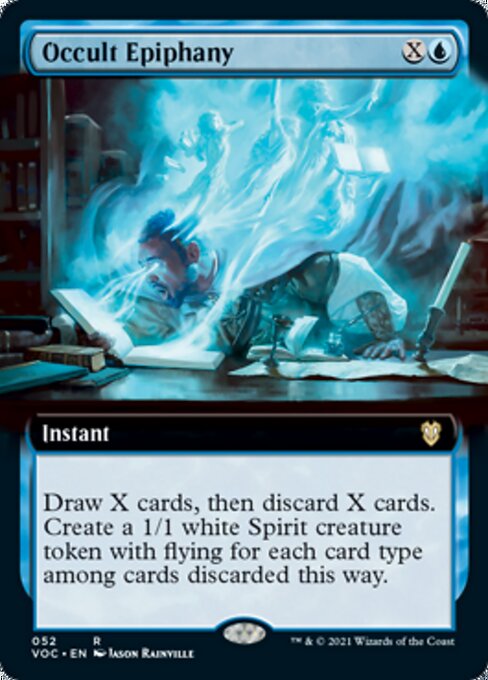 Occult Epiphany X
Instant
Draw X cards, then discard X cards.
Create a 1/1 white Spirit creature
token with flying for each card type
among cards discarded this way.
052 R
VOC • EN Jason Rainville
™ & © 2021 Wizards of the Coast